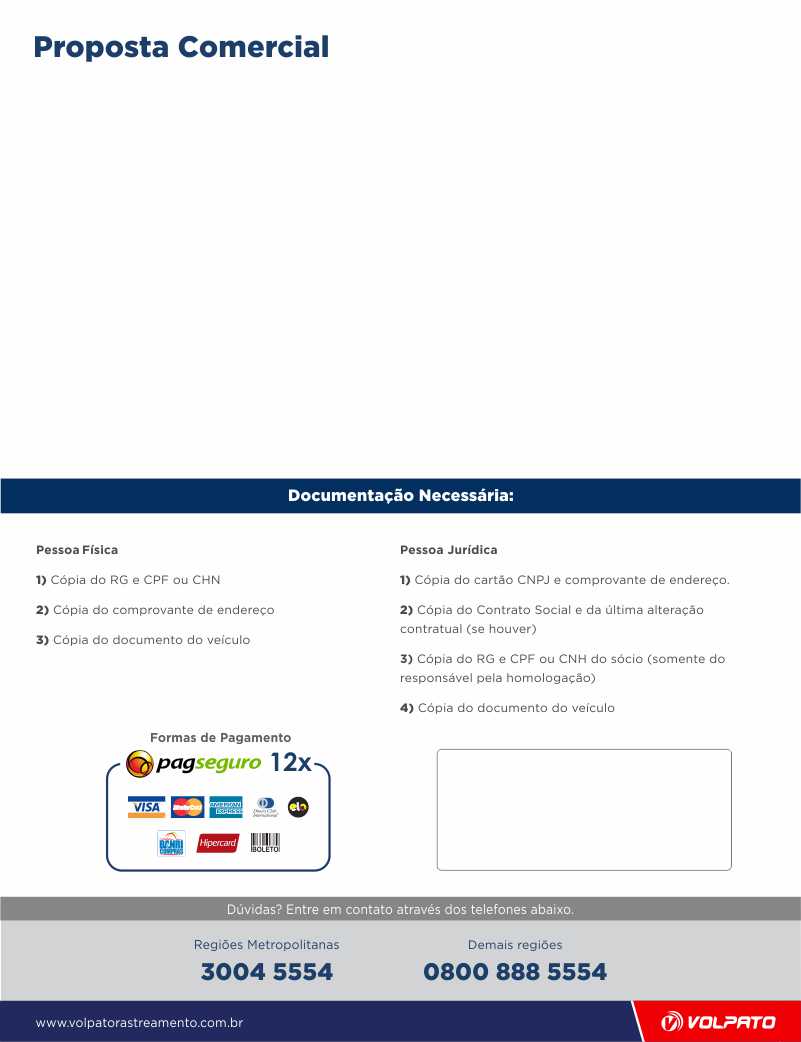 Proposta Comercial
Documentação Necessária:
Pessoa Física
1) Cópia do RG e CPF ou CHN
2) Cópia do comprovante de endereço
3) Cópia do documento do veículo
Pessoa Jurídica
1) Cópia do cartão CNPJ e comprovante de endereço.
2) Cópia do Contrato Social e da última alteração
contratual (se houver)
3) Cópia do RG e CPF ou CNH do sócio (somente do
responsável pela homologação)
4) Cópia do documento do veículo
Formas de Pagamento
pagseguro 12x
VISA MasterCard AMERICAN EXPRESS Diners Club International elo
BANRI COMPRAS Hipercard BOLETO
Dúvidas? Entre em contato através dos telefones abaixo.
Regiões Metropolitanas
3004 5554
Demais regiões
0800 888 5554
www.volpatorastreamento.com.br
VOLPATO